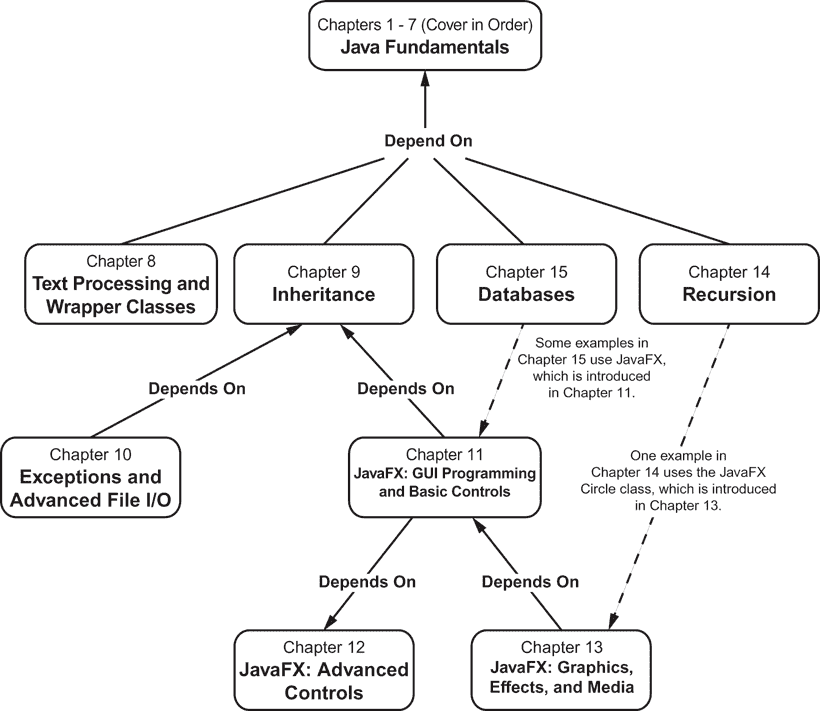 Chapters 1 - 7 (Cover in Order)
Java Fundamentals
Depend On
Chapter 8
Text Processing and
Wrapper Classes
Chapter 9
Inheritance
Chapter 15
Databases
Chapter 14
Recursion
Some examples in
Chapter 15 use JavaFX,
which is introduced
in Chapter 11.
Depends On
Depends On
Chapter 10
Exceptions and
Advanced File I/O
Chapter 11
JavaFX: GUI Programming
and Basic Controls
One example in
Chapter 14 uses the JavaFX
Circle class, which is introduced
in Chapter 13.
Depends On
Depends On
Chapter 12
JavaFX: Advanced
Controls
Chapter 13
JavaFX: Graphics,
Effects, and Media